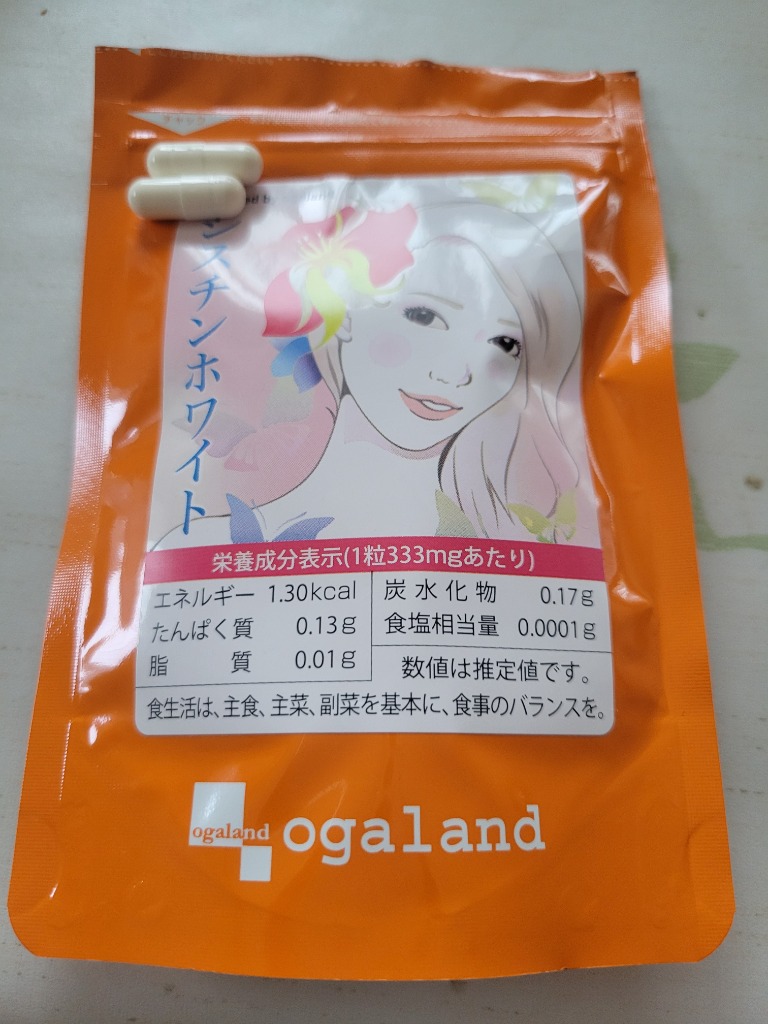 チャック
シスチンホワイト
栄養成分表示(1粒333mgあたり)
エネルギー 1.30kcal
たんぱく質 0.13g
脂質 0.01g
炭水化物 0.17g
食塩相当量 0.0001g
数値は推定値です。
食生活は、主食、主菜、副菜を基本に、食事のバランスを。
ogaland
ogaland